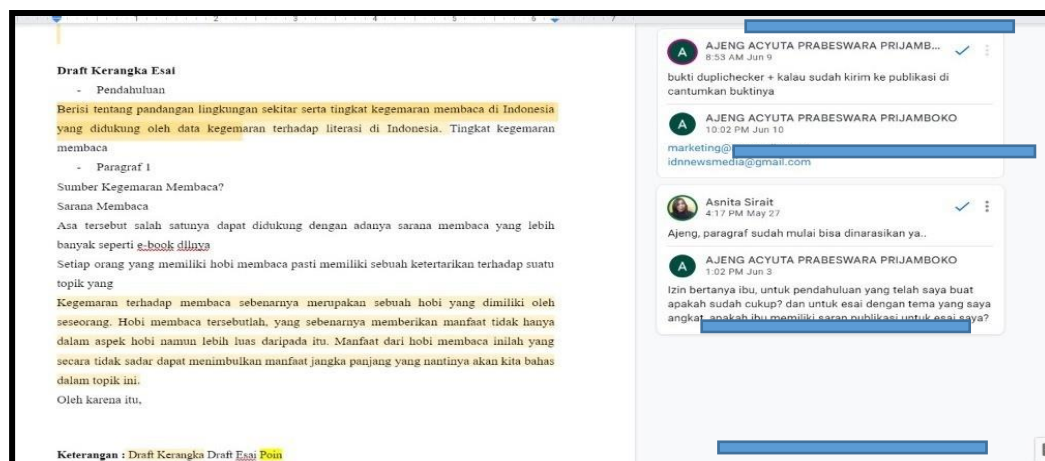 2 3 4 5 6 7
Draft Kerangka Esai
- Pendahuluan
Berisi tentang pandangan lingkungan sekitar serta tingkat kegemaran membaca di Indonesia
yang didukung oleh data kegemaran terhadap literasi di Indonesia. Tingkat kegemaran
membaca
- Paragraf 1
Sumber Kegemaran Membaca?
Sarana Membaca
Asa tersebut salah satunya dapat didukung dengan adanya sarana membaca yang lebih
banyak seperti e-book dllnya
Setiap orang yang memiliki hobi membaca pasti memiliki sebuah ketertarikan terhadap suatu
topik yang
Kegemaran terhadap membaca sebenarnya merupakan sebuah hobi yang dimiliki oleh
seseorang. Hobi membaca tersebutlah, yang sebenarnya memberikan manfaat tidak hanya
dalam aspek hobi namun lebih luas daripada itu. Manfaat dari hobi membaca inilah yang
secara tidak sadar dapat menimbulkan manfaat jangka panjang yang nantinya akan kita bahas
dalam topik ini.
Oleh karena itu,
Keterangan : Draft Kerangka Draft Esai Poin
A AJENG ACYUTA PRABESWARA PRIJAMB...
8:53 AM Jun 9
bukti duplichecker + kalau sudah kirim ke publikasi di
cantumkan buktinya
A AJENG ACYUTA PRABESWARA PRIJAMBOKO
10:02 PM Jun 10
marketing@
idnnewsmedia@gmail.com
Asnita Sirait
4:17 PM May 27
Ajeng, paragraf sudah mulai bisa dinarasikan ya..
A AJENG ACYUTA PRABESWARA PRIJAMBOKO
1:02 PM Jun 3
Izin bertanya ibu, untuk pendahuluan yang telah saya buat
apakah sudah cukup? dan untuk esai dengan tema yang saya
angkat, apakah ibu memiliki saran publikasi untuk esai saya?